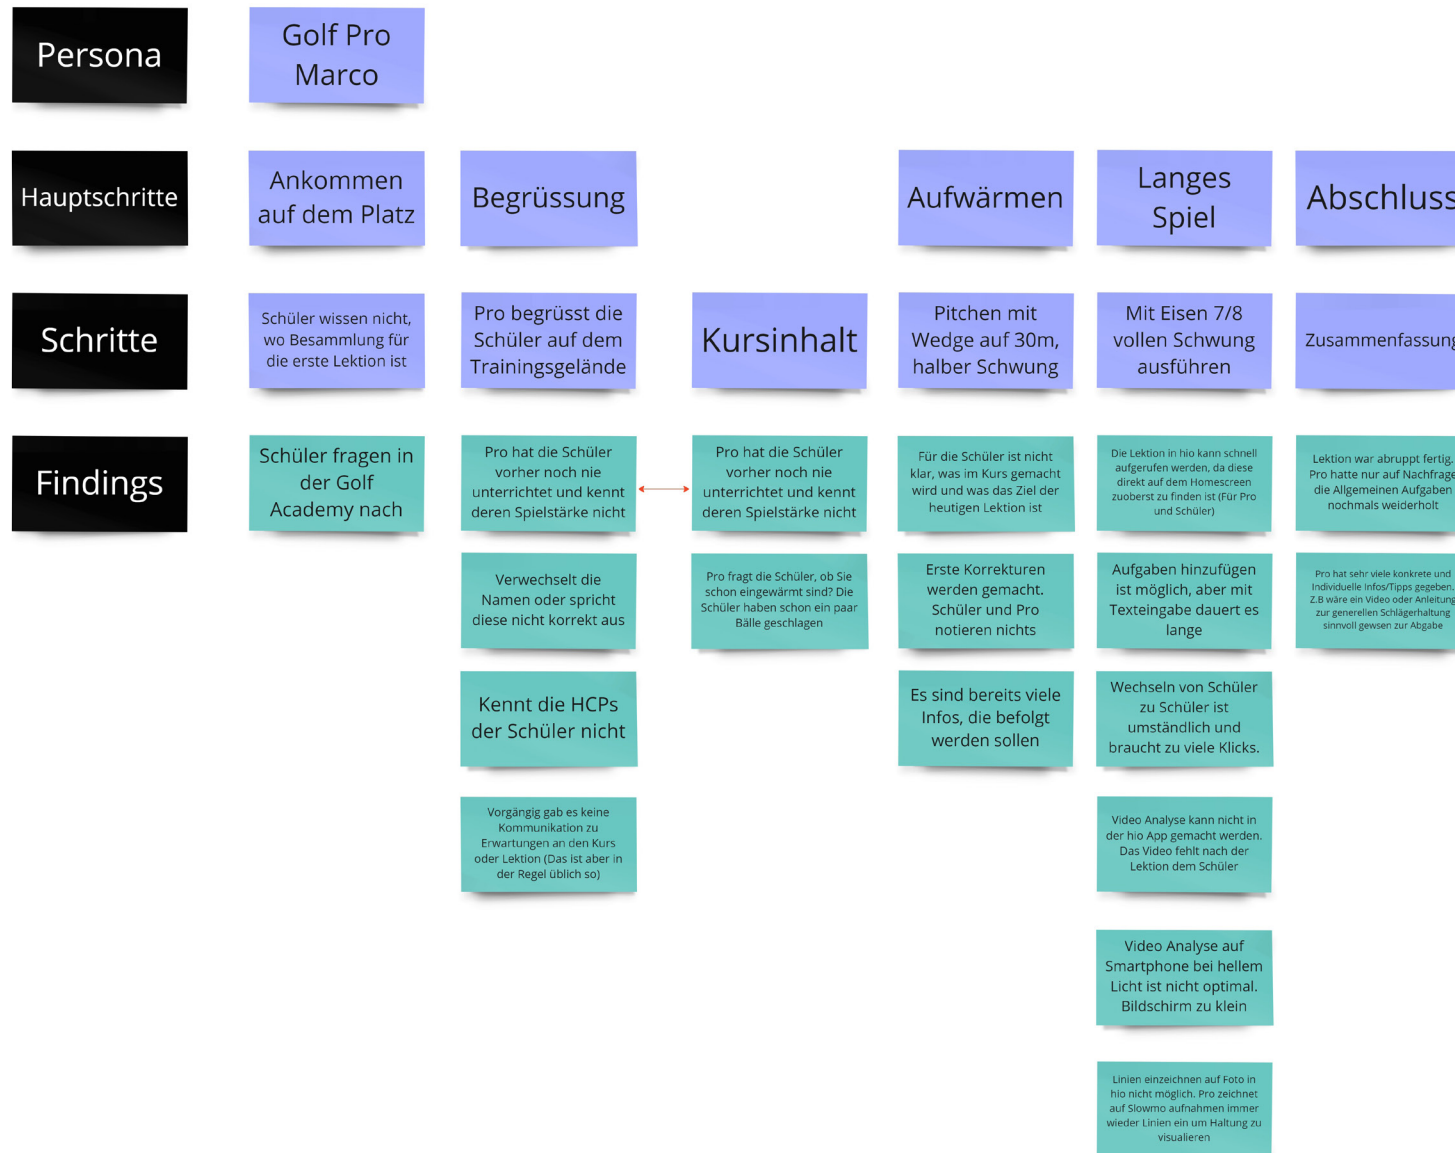 Persona
Golf Pro
Marco
Hauptschritte
Ankommen
auf dem Platz
Begrüssung
Aufwärmen
Langes
Spiel
Abschluss
Schritte
Schüler wissen nicht,
wo Besammlung für
die erste Lektion ist
Pro begrüsst die
Schüler auf dem
Trainingsgelände
Kursinhalt
Pitchen mit
Wedge auf 30m,
halber Schwung
Mit Eisen 7/8
vollen Schwung
ausführen
Zusammenfassung
Findings
Schüler fragen in
der Golf
Academy nach
Pro hat die Schüler
vorher noch nie
unterrichtet und kennt
deren Spielstärke nicht
Pro hat die Schüler
vorher noch nie
unterrichtet und kennt
deren Spielstärke nicht
Für die Schüler ist nicht
klar, was im Kurs gemacht
wird und was das Ziel der
heutigen Lektion ist
Die Lektion in hio kann schnell
aufgerufen werden, da diese
direkt auf dem Homescreen
zuoberst zu finden ist (Für Pro
und Schüler)
Lektion war abruppt fertig.
Pro hatte nur auf Nachfrage
die Allgemeinen Aufgaben
nochmals weiderholt
Verwechselt die
Namen oder spricht
diese nicht korrekt aus
Pro fragt die Schüler, ob Sie
schon eingewärmt sind? Die
Schüler haben schon ein paar
Bälle geschlagen
Erste Korrekturen
werden gemacht.
Schüler und Pro
notieren nichts
Aufgaben hinzufügen
ist möglich, aber mit
Texteingabe dauert es
lange
Pro hat sehr viele konkrete und
Individuelle Infos/Tipps gegeben.
Z.B wäre ein Video oder Anleitung
zur generellen Schlägerhaltung
sinnvoll gewsen zur Abgabe
Kennt die HCPs
der Schüler nicht
Es sind bereits viele
Infos, die befolgt
werden sollen
Wechseln von Schüler
zu Schüler ist
umständlich und
braucht zu viele Klicks.
Vorgängig gab es keine
Kommunikation zu
Erwartungen an den Kurs
oder Lektion (Das ist aber in
der Regel üblich so)
Video Analyse kann nicht in
der hio App gemacht werden.
Das Video fehlt nach der
Lektion dem Schüler
Video Analyse auf
Smartphone bei hellem
Licht ist nicht optimal.
Bildschirm zu klein
Linien einzeichnen auf Foto in
hio nicht möglich. Pro zeichnet
auf Slowmo aufnahmen immer
wieder Linien ein um Haltung zu
visualieren